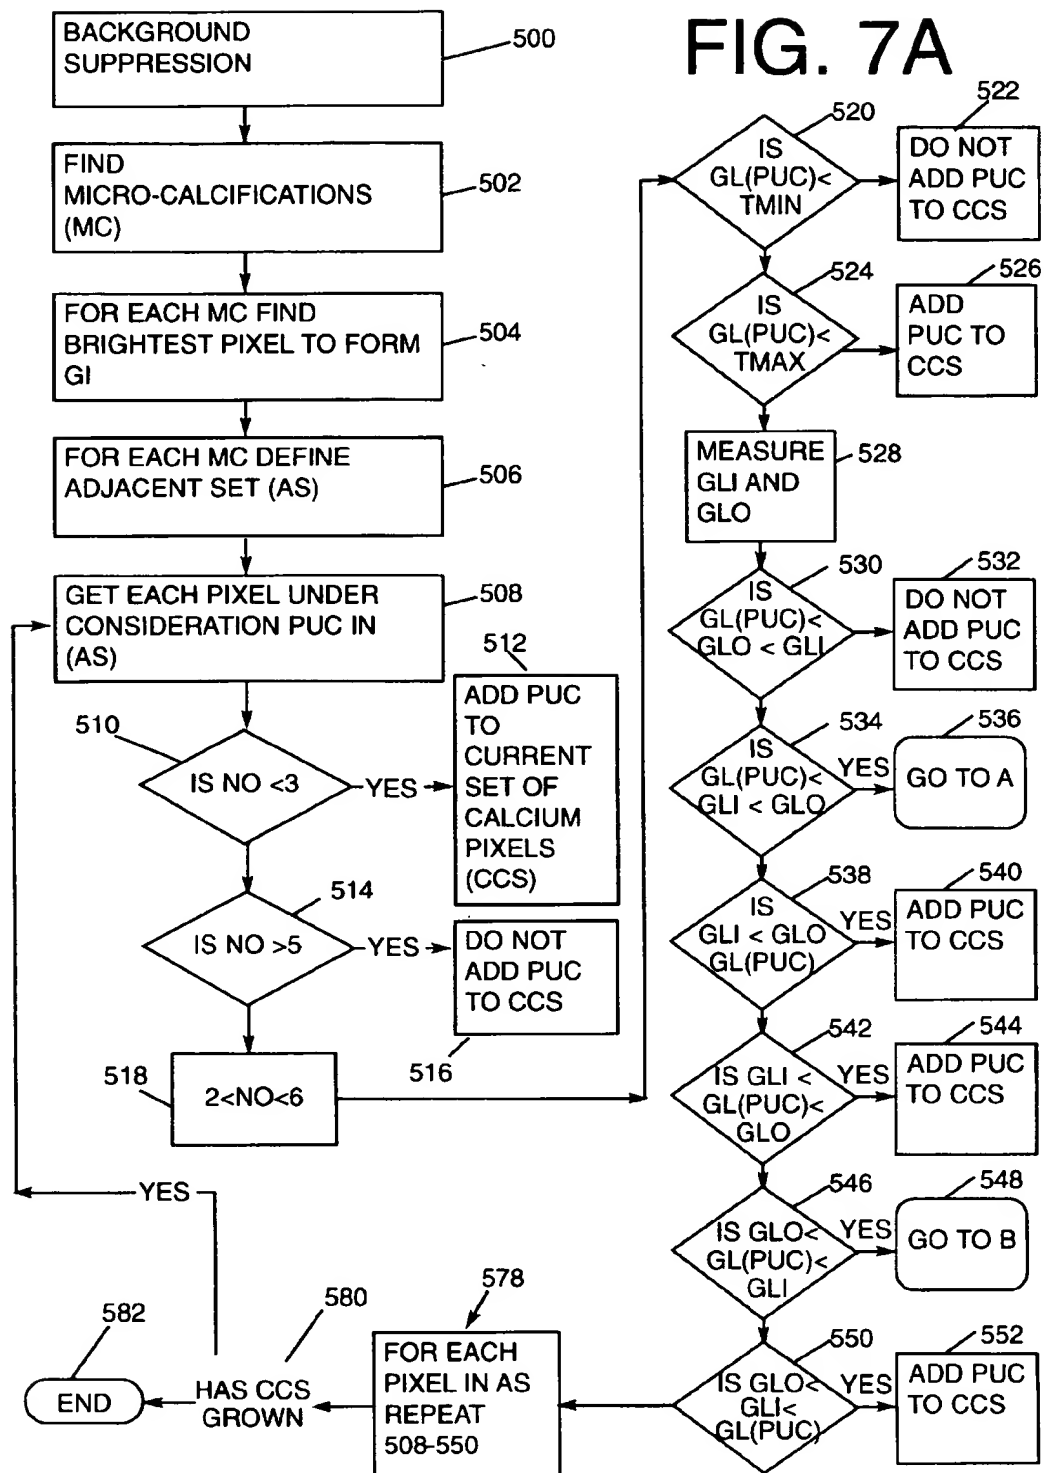 FIG. 7A
BACKGROUND
SUPPRESSION
500
FIND
MICRO-CALCIFICATIONS
(MC)
502
FOR EACH MC FIND
BRIGHTEST PIXEL TO FORM
GI
504
FOR EACH MC DEFINE
ADJACENT SET (AS)
506
GET EACH PIXEL UNDER
CONSIDERATION PUC IN
(AS)
508
510
IS NO <3
YES
512
ADD PUC
TO
CURRENT
SET OF
CALCIUM
PIXELS
(CCS)
514
IS NO >5
YES
DO NOT
ADD PUC
TO CCS
516
518
2<NO<6
520
IS
GL(PUC)<
TMIN
522
DO NOT
ADD PUC
TO CCS
524
IS
GL(PUC)<
TMAX
526
ADD
PUC TO
CCS
MEASURE
GLI AND
GLO
528
530
IS
GL(PUC)<
GLO < GLI
532
DO NOT
ADD PUC
TO CCS
534
IS
GL(PUC)<
GLI < GLO
YES
536
GO TO A
538
IS
GLI < GLO
GL(PUC)
YES
540
ADD PUC
TO CCS
542
IS GLI <
GL(PUC)<
GLO
YES
544
ADD PUC
TO CCS
546
IS GLO<
GL(PUC)<
GLI
YES
548
GO TO B
550
IS GLO<
GLI<
GL(PUC)
YES
552
ADD PUC
TO CCS
578
FOR EACH
PIXEL IN AS
REPEAT
508-550
580
HAS CCS
GROWN
YES
582
END